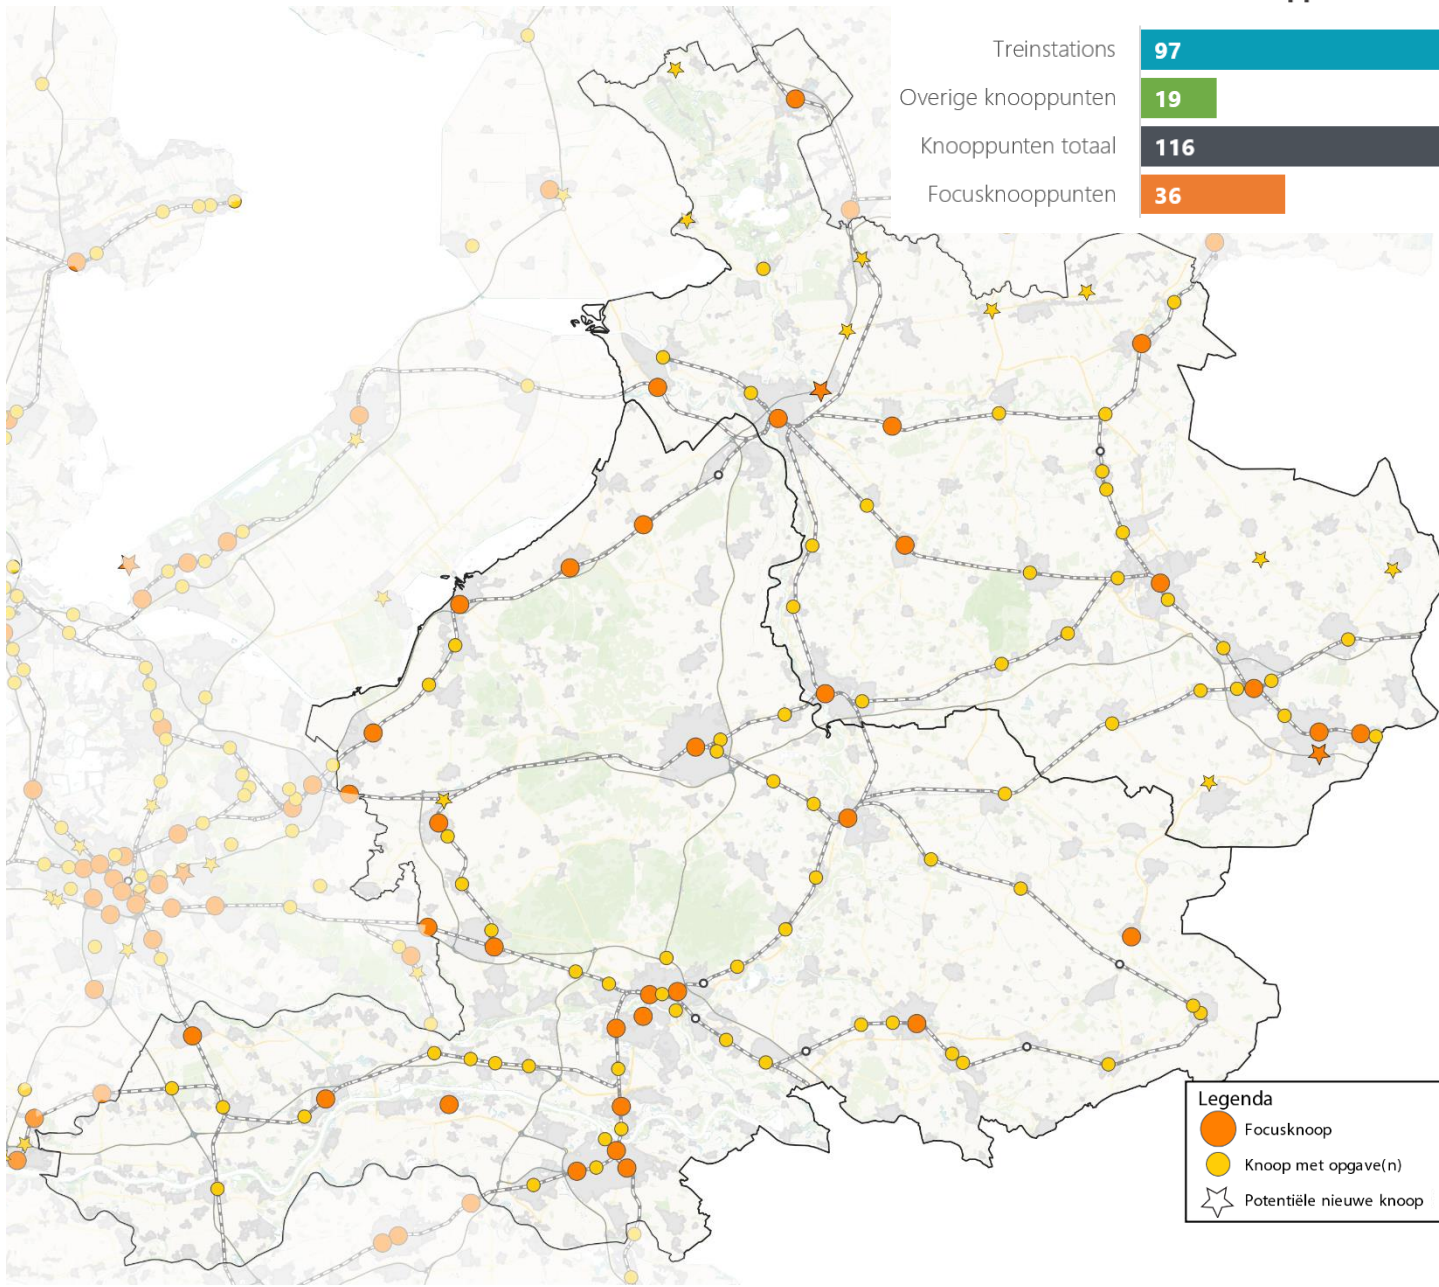 Treinstations 97
Overige knooppunten 19
Knooppunten totaal 116
Focusknooppunten 36
Legenda
Focusknoop
Knoop met opgave(n)
Potentiële nieuwe knoop